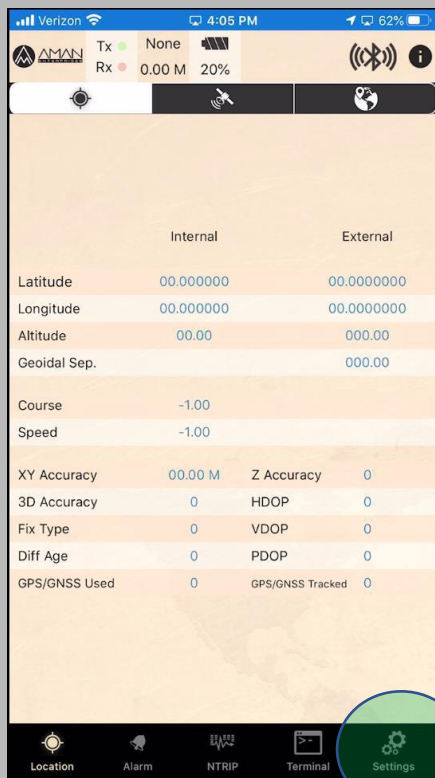 Verizon 4:05 PM 62%
AMAN Tx None
ENTERPRISES Rx 0.00 M 20%
Internal External
Latitude 00.000000 00.0000000
Longitude 00.000000 00.0000000
Altitude 00.00 000.00
Geoidal Sep. 000.00
Course -1.00
Speed -1.00
XY Accuracy 00.00 M Z Accuracy 0
3D Accuracy 0 HDOP 0
Fix Type 0 VDOP 0
Diff Age 0 PDOP 0
GPS/GNSS Used 0 GPS/GNSS Tracked 0
Location Alarm NTRIP Terminal Settings